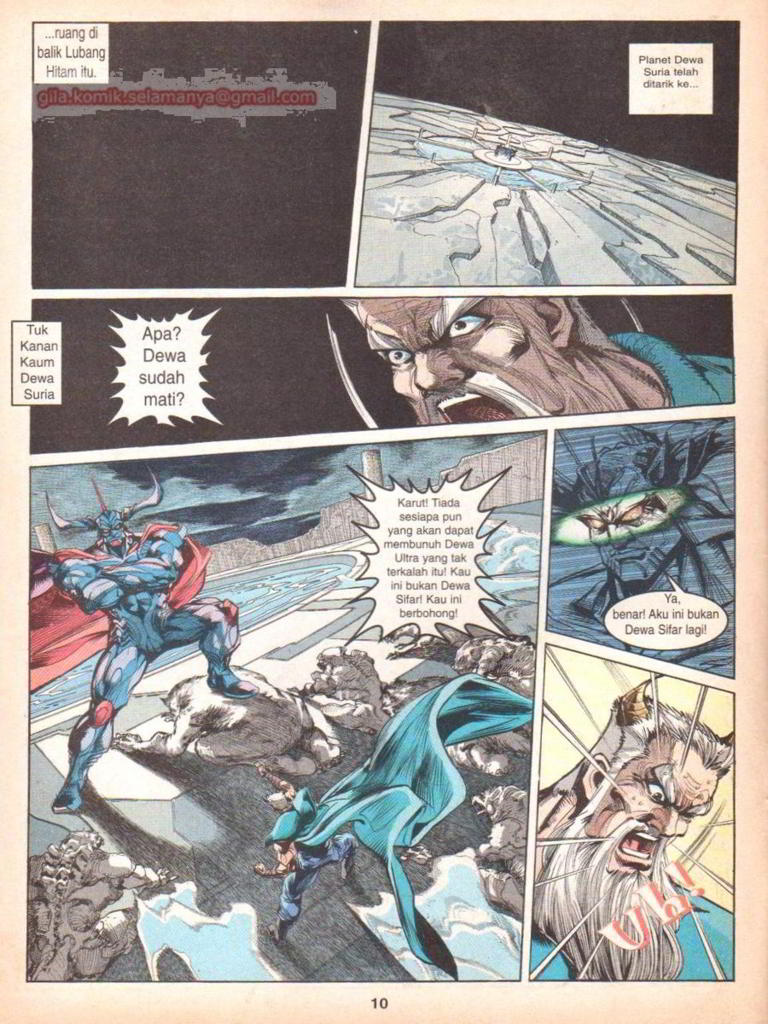 Planet Dewa
Suria telah
ditarik ke...
...ruang di
balik Lubang
Hitam itu.
gila.komik.selamanya@gmail.com
Tuk
Kanan
Kaum
Dewa
Suria
Apa?
Dewa
sudah
mati?
Karut! Tiada
sesiapa pun
yang akan dapat
membunuh Dewa
Ultra yang tak
terkalah itu! Kau
ini bukan Dewa
Sifar! Kau ini
berbohong!
Ya,
benar! Aku ini bukan
Dewa Sifar lagi!
Uh!
10